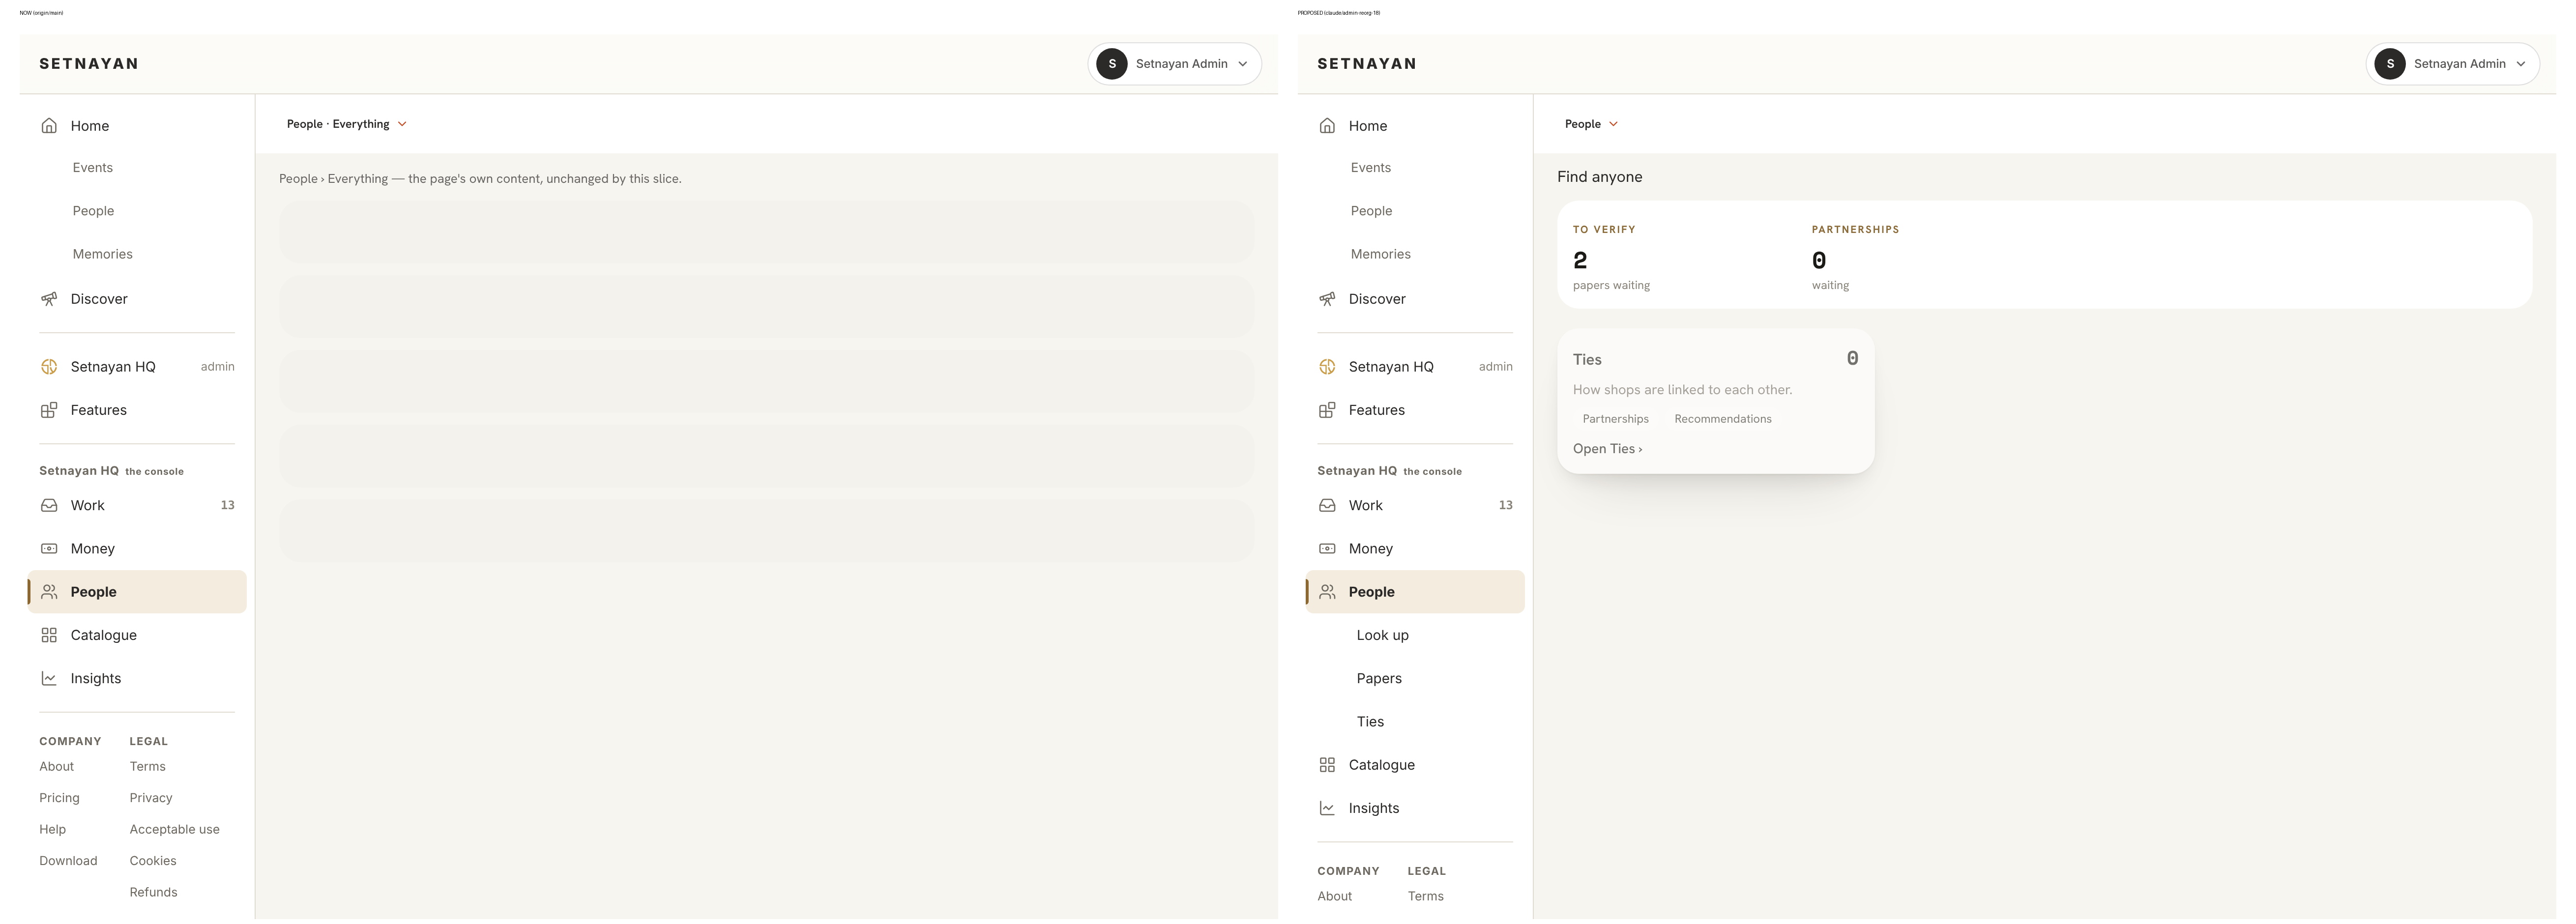 NOW (origin/main)
SETNAYAN
S Setnayan Admin
Home
Events
People
Memories
Discover
Setnayan HQ admin
Features
Setnayan HQ the console
Work 13
Money
People
Catalogue
Insights
COMPANY LEGAL
About Terms
Pricing Privacy
Help Acceptable use
Download Cookies
Refunds
People · Everything
People › Everything — the page's own content, unchanged by this slice.
PROPOSED (claude/admin-reorg-18)
SETNAYAN
S Setnayan Admin
Home
Events
People
Memories
Discover
Setnayan HQ admin
Features
Setnayan HQ the console
Work 13
Money
People
Look up
Papers
Ties
Catalogue
Insights
COMPANY LEGAL
About Terms
People
Find anyone
TO VERIFY PARTNERSHIPS
2 0
papers waiting waiting
Ties 0
How shops are linked to each other.
Partnerships Recommendations
Open Ties ›